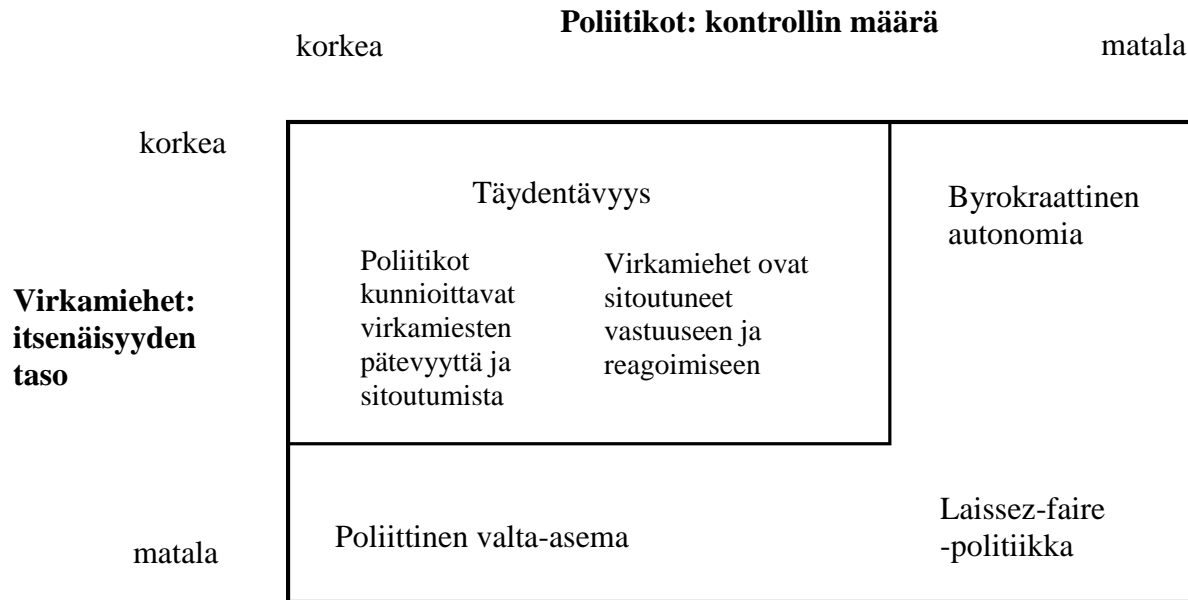 Poliitikot: kontrollin määrä
korkea
matala
korkea
Täydentävyys
Poliitikot
kunnioittavat
virkamiesten
pätevyyttä ja
sitoutumista
Virkamiehet ovat
sitoutuneet
vastuuseen ja
reagoimiseen
Byrokraattinen
autonomia
Virkamiehet:
itsenäisyyden
taso
matala
Poliittinen valta-asema
Laissez-faire
-politiikka